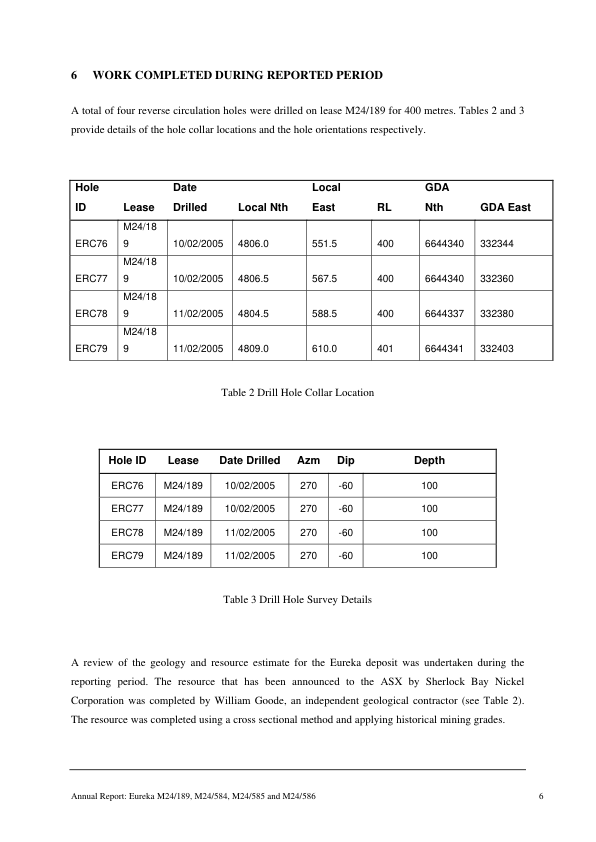 6 WORK COMPLETED DURING REPORTED PERIOD
A total of four reverse circulation holes were drilled on lease M24/189 for 400 metres. Tables 2 and 3
provide details of the hole collar locations and the hole orientations respectively.
Hole Date Local GDA
ID Lease Drilled Local Nth East RL Nth GDA East
M24/18
ERC76 9 10/02/2005 4806.0 551.5 400 6644340 332344
M24/18
ERC77 9 10/02/2005 4806.5 567.5 400 6644340 332360
M24/18
ERC78 9 11/02/2005 4804.5 588.5 400 6644337 332380
M24/18
ERC79 9 11/02/2005 4809.0 610.0 401 6644341 332403
Table 2 Drill Hole Collar Location
Hole ID Lease Date Drilled Azm Dip Depth
ERC76 M24/189 10/02/2005 270 -60 100
ERC77 M24/189 10/02/2005 270 -60 100
ERC78 M24/189 11/02/2005 270 -60 100
ERC79 M24/189 11/02/2005 270 -60 100
Table 3 Drill Hole Survey Details
A review of the geology and resource estimate for the Eureka deposit was undertaken during the
reporting period. The resource that has been announced to the ASX by Sherlock Bay Nickel
Corporation was completed by William Goode, an independent geological contractor (see Table 2).
The resource was completed using a cross sectional method and applying historical mining grades.
Annual Report: Eureka M24/189, M24/584, M24/585 and M24/586 6